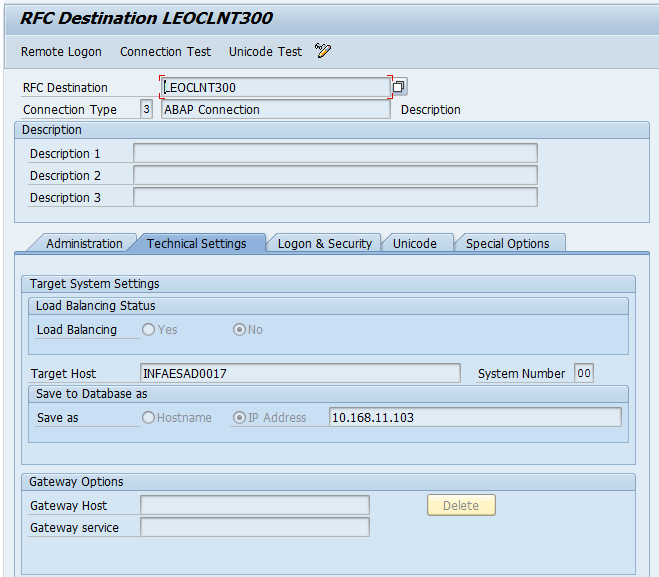 RFC Destination LEOCLNT300
Remote Logon Connection Test Unicode Test
RFC Destination LEOCLNT300
Connection Type 3 ABAP Connection Description
Description
Description 1
Description 2
Description 3
Administration Technical Settings Logon & Security Unicode Special Options
Target System Settings
Load Balancing Status
Load Balancing Yes No
Target Host INFAESAD0017 System Number 00
Save to Database as
Save as Hostname IP Address 10.168.11.103
Gateway Options
Gateway Host Delete
Gateway service